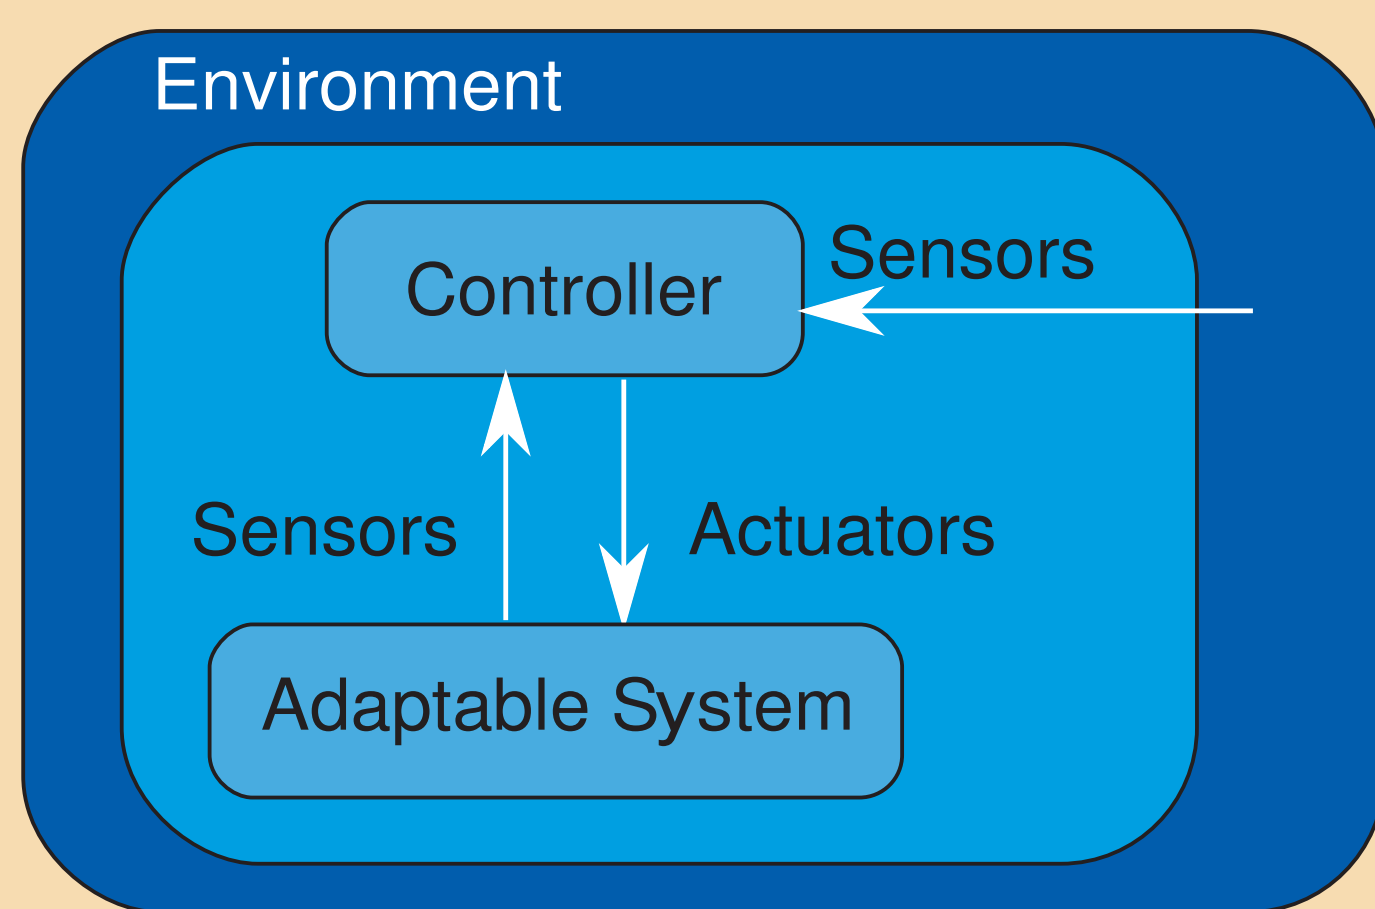 Environment
Sensors
Controller
Sensors
Actuators
Adaptable System